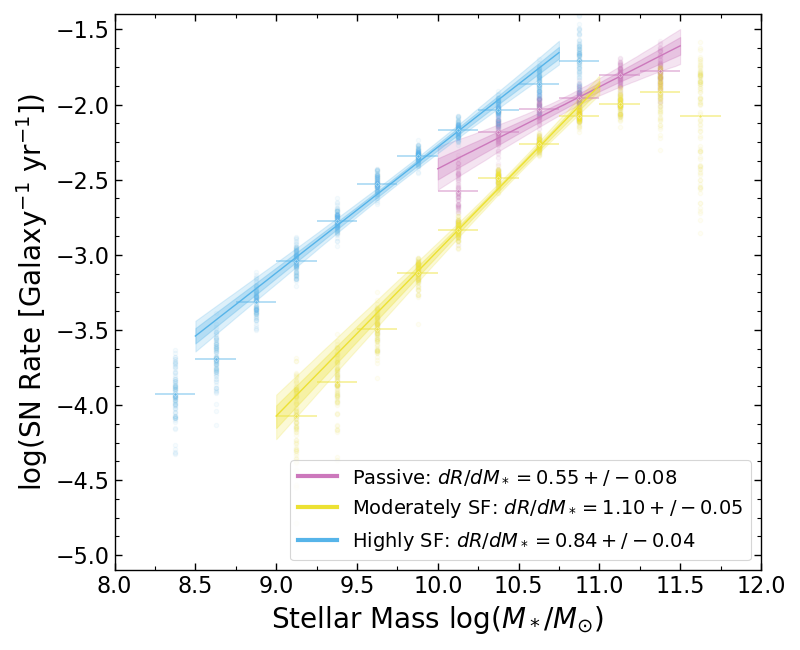 log(SN Rate [Galaxy⁻¹ yr⁻¹])
−1.5
−2.0
−2.5
−3.0
−3.5
−4.0
−4.5
−5.0
Passive: dR/dM* = 0.55 + / − 0.08
Moderately SF: dR/dM* = 1.10 + / − 0.05
Highly SF: dR/dM* = 0.84 + / − 0.04
8.0 8.5 9.0 9.5 10.0 10.5 11.0 11.5 12.0
Stellar Mass log(M*/M⊙)